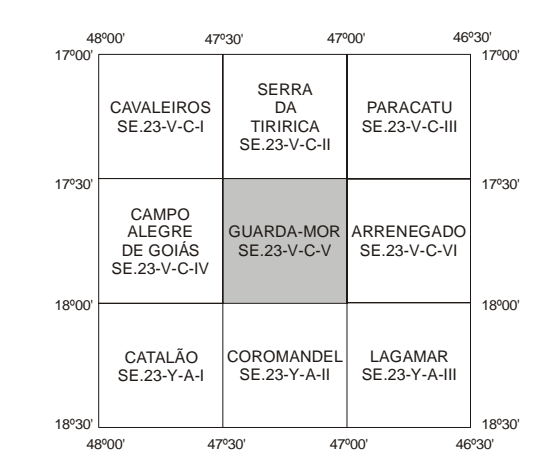 48º00' 47º30' 47º00' 46º30'
17º00' 17º00'
CAVALEIROS
SE.23-V-C-I
SERRA
DA
TIRIRICA
SE.23-V-C-II
PARACATU
SE.23-V-C-III
17º30' 17º30'
CAMPO
ALEGRE
DE GOIÁS
SE.23-V-C-IV
GUARDA-MOR
SE.23-V-C-V
ARRENEGADO
SE.23-V-C-VI
18º00' 18º00'
CATALÃO
SE.23-Y-A-I
COROMANDEL
SE.23-Y-A-II
LAGAMAR
SE.23-Y-A-III
18º30' 18º30'
48º00' 47º30' 47º00' 46º30'